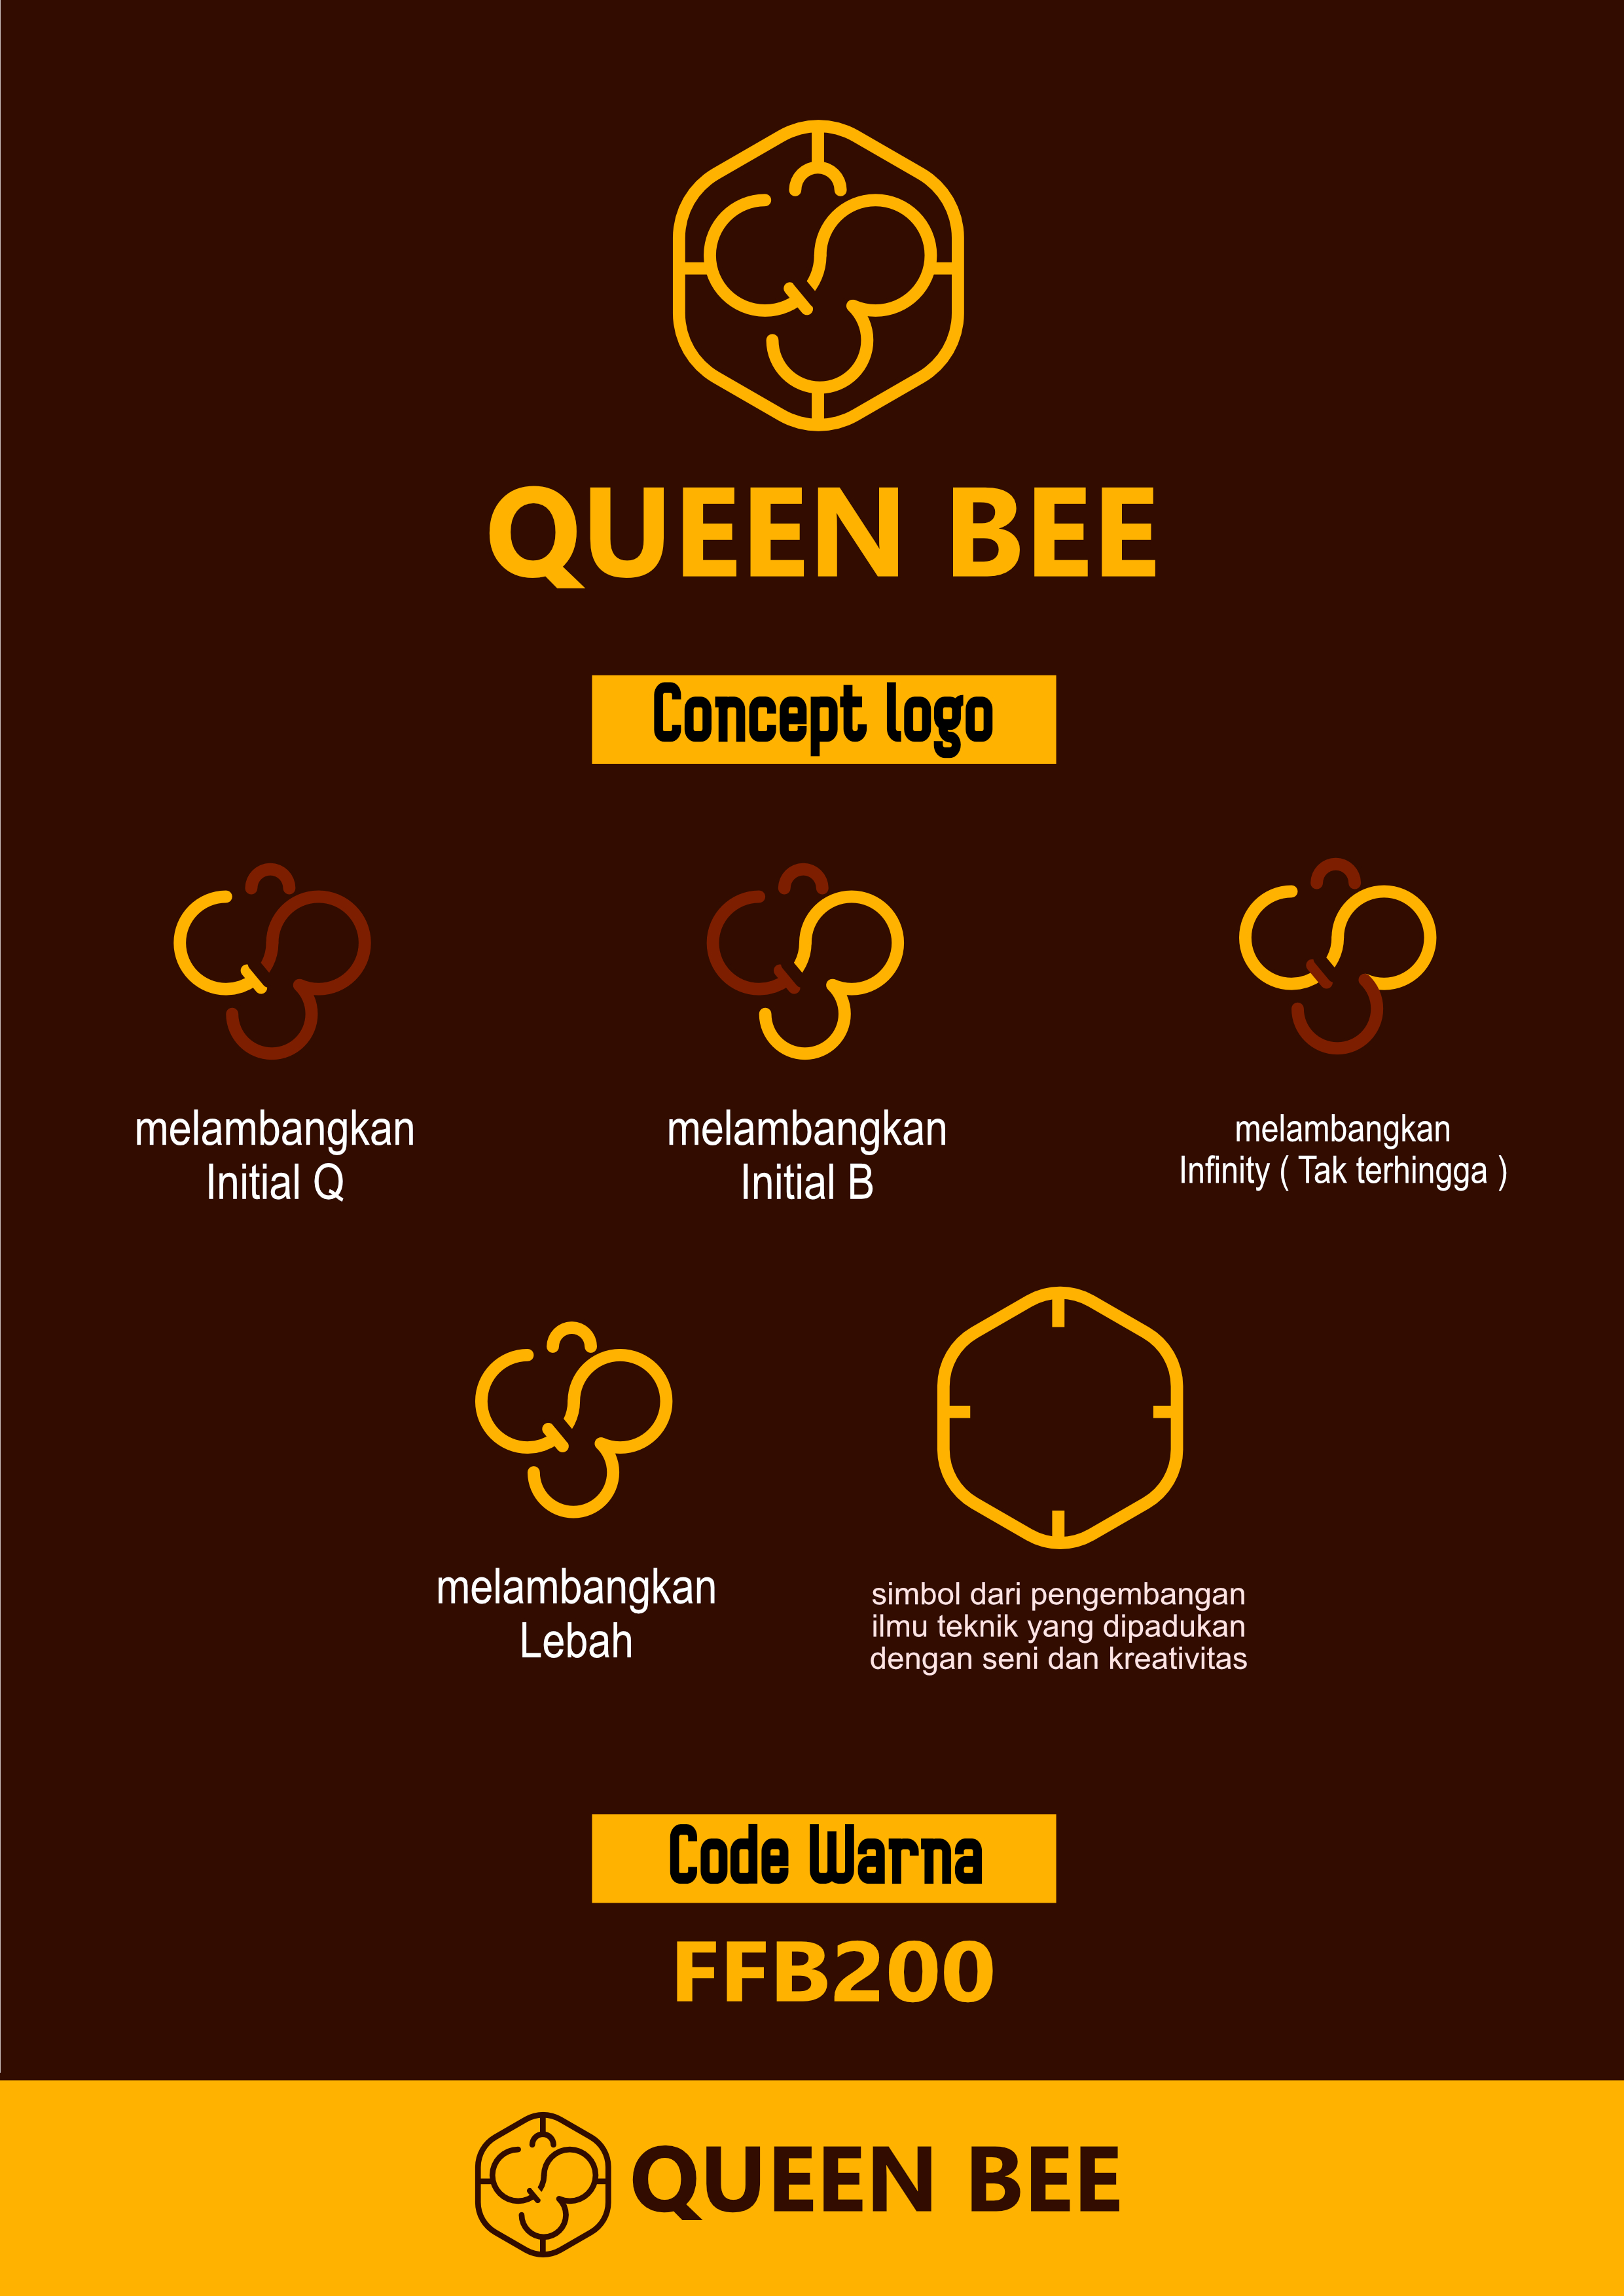 QUEEN BEE
Concept logo
melambangkan
Initial Q
melambangkan
Initial B
melambangkan
Infinity ( Tak terhingga )
melambangkan
Lebah
simbol dari pengembangan
ilmu teknik yang dipadukan
dengan seni dan kreativitas
Code Warna
FFB200
QUEEN BEE